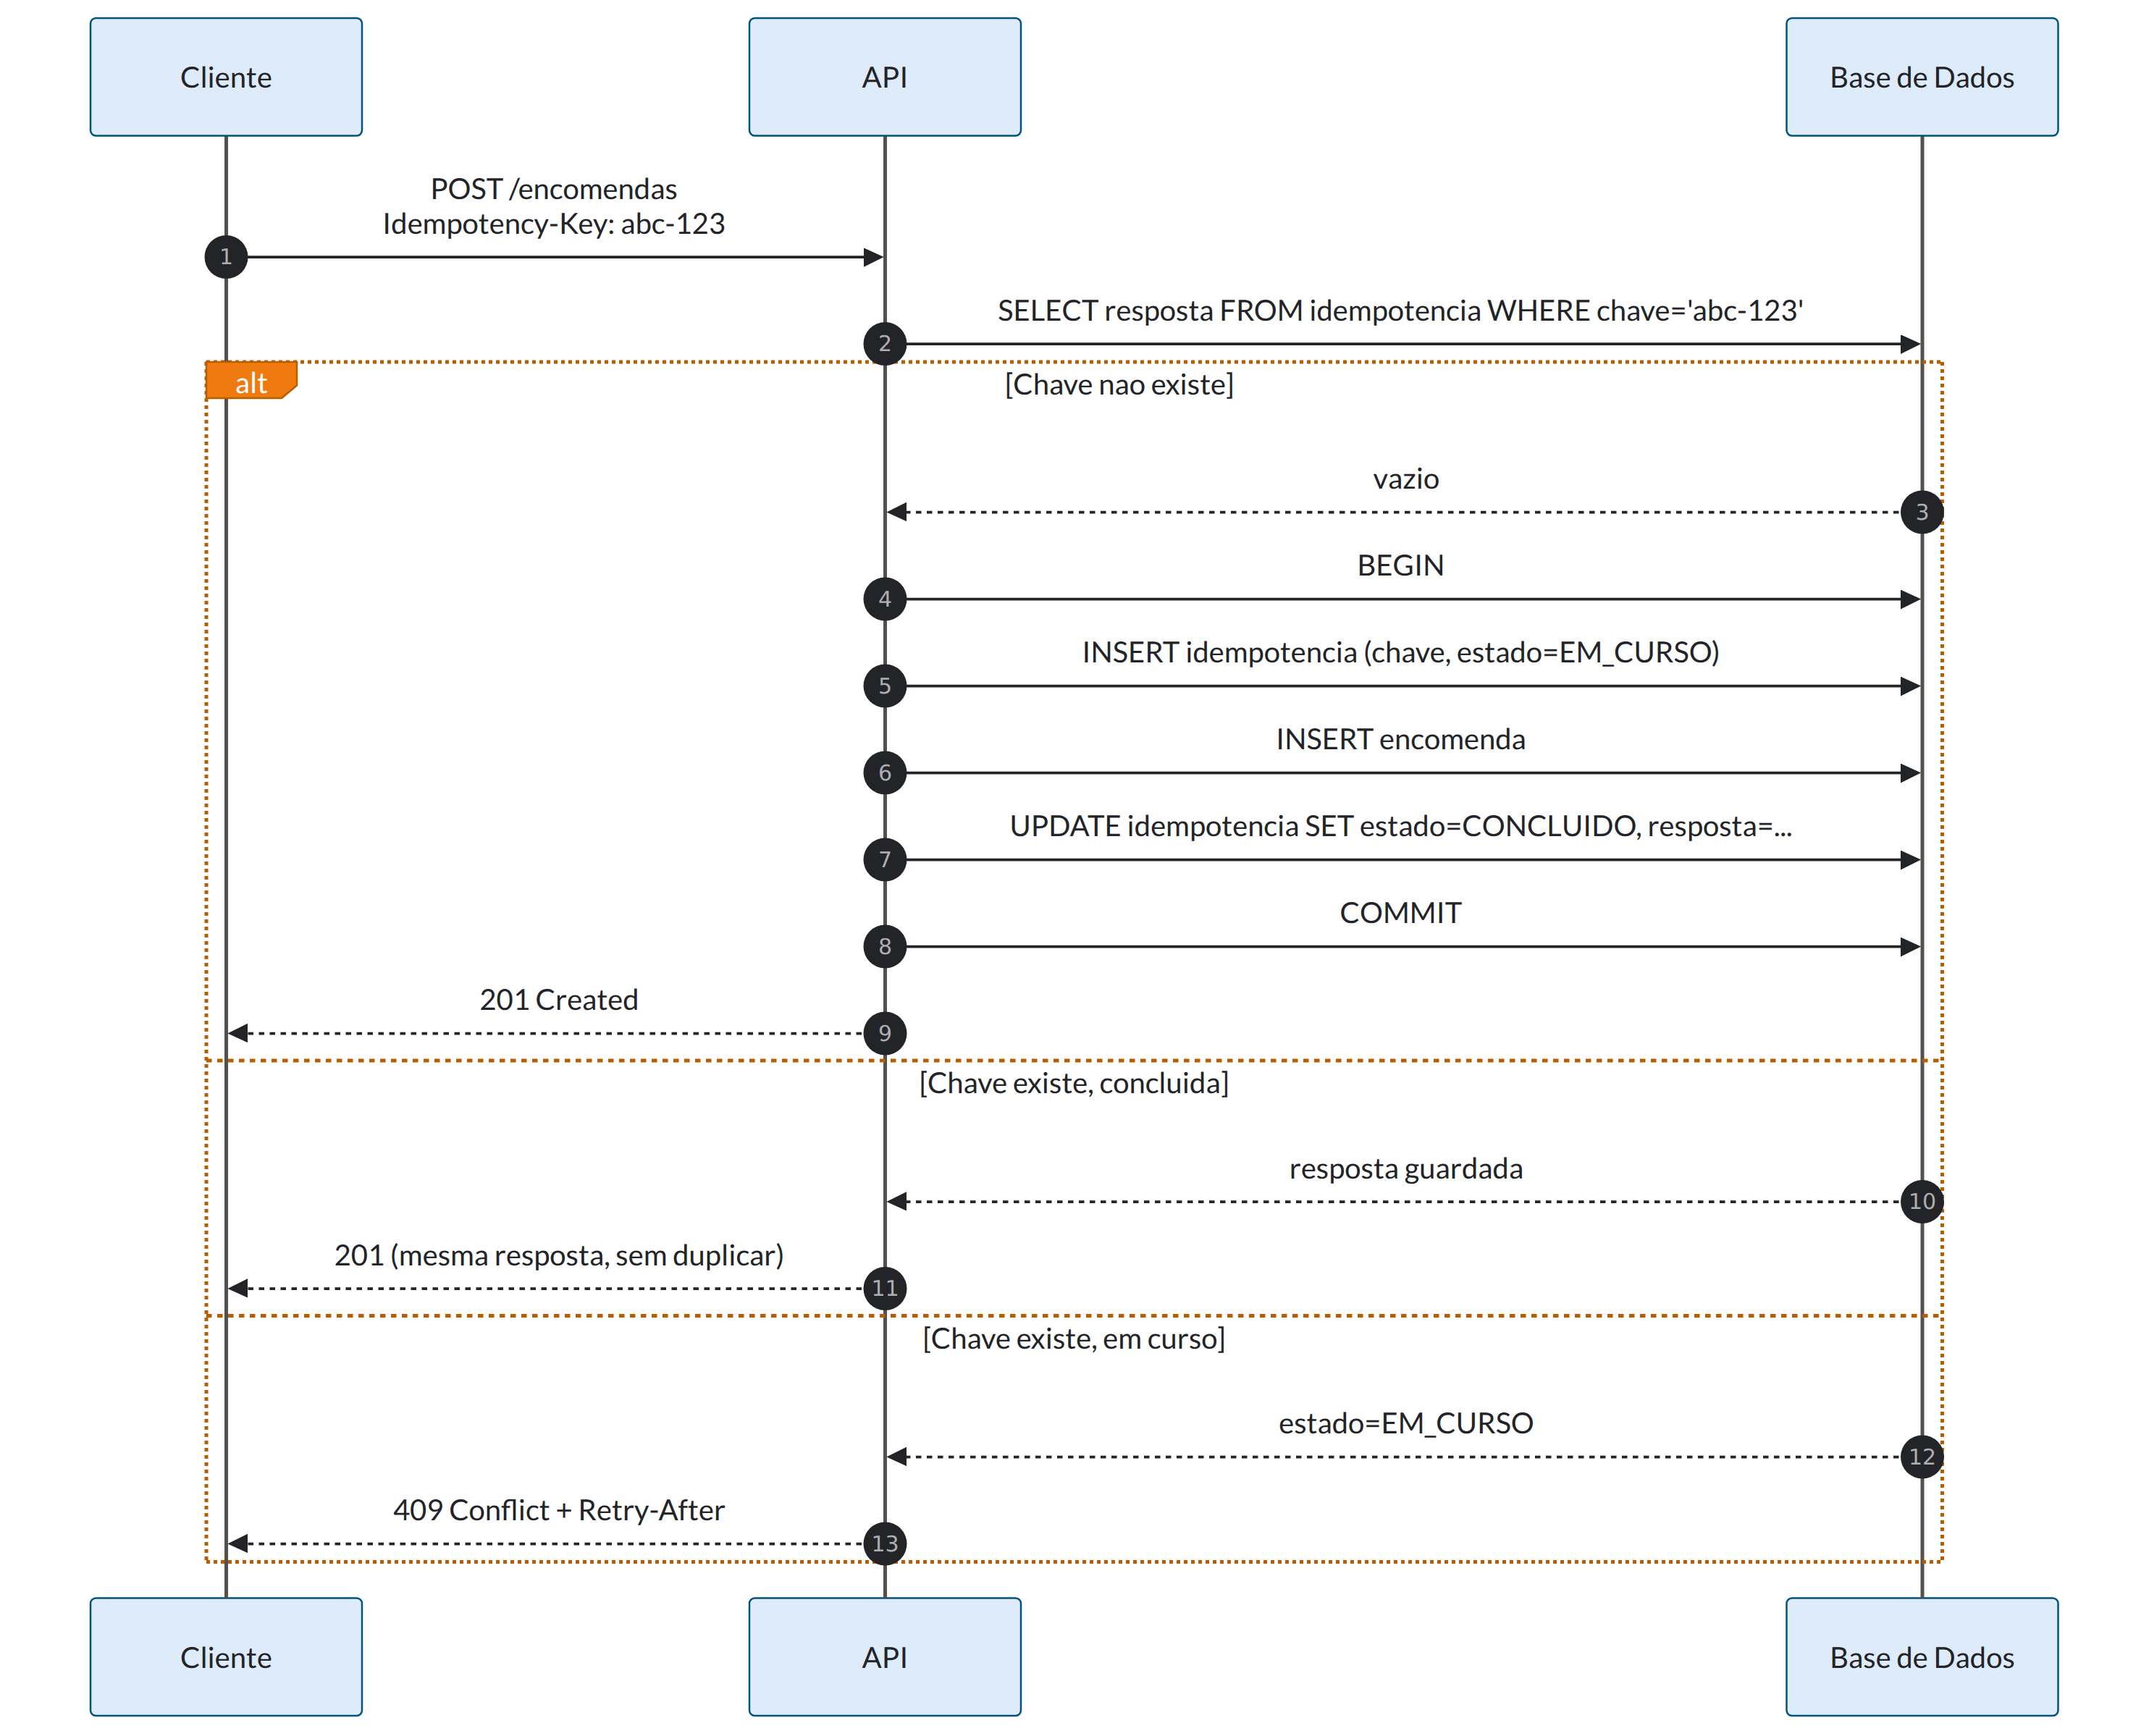 Cliente
API
Base de Dados
POST /encomendas
Idempotency-Key: abc-123
1
SELECT resposta FROM idempotencia WHERE chave='abc-123'
2
alt
[Chave nao existe]
vazio
3
BEGIN
4
INSERT idempotencia (chave, estado=EM_CURSO)
5
INSERT encomenda
6
UPDATE idempotencia SET estado=CONCLUIDO, resposta=...
7
COMMIT
8
201 Created
9
[Chave existe, concluida]
resposta guardada
10
201 (mesma resposta, sem duplicar)
11
[Chave existe, em curso]
estado=EM_CURSO
12
409 Conflict + Retry-After
13
Cliente
API
Base de Dados